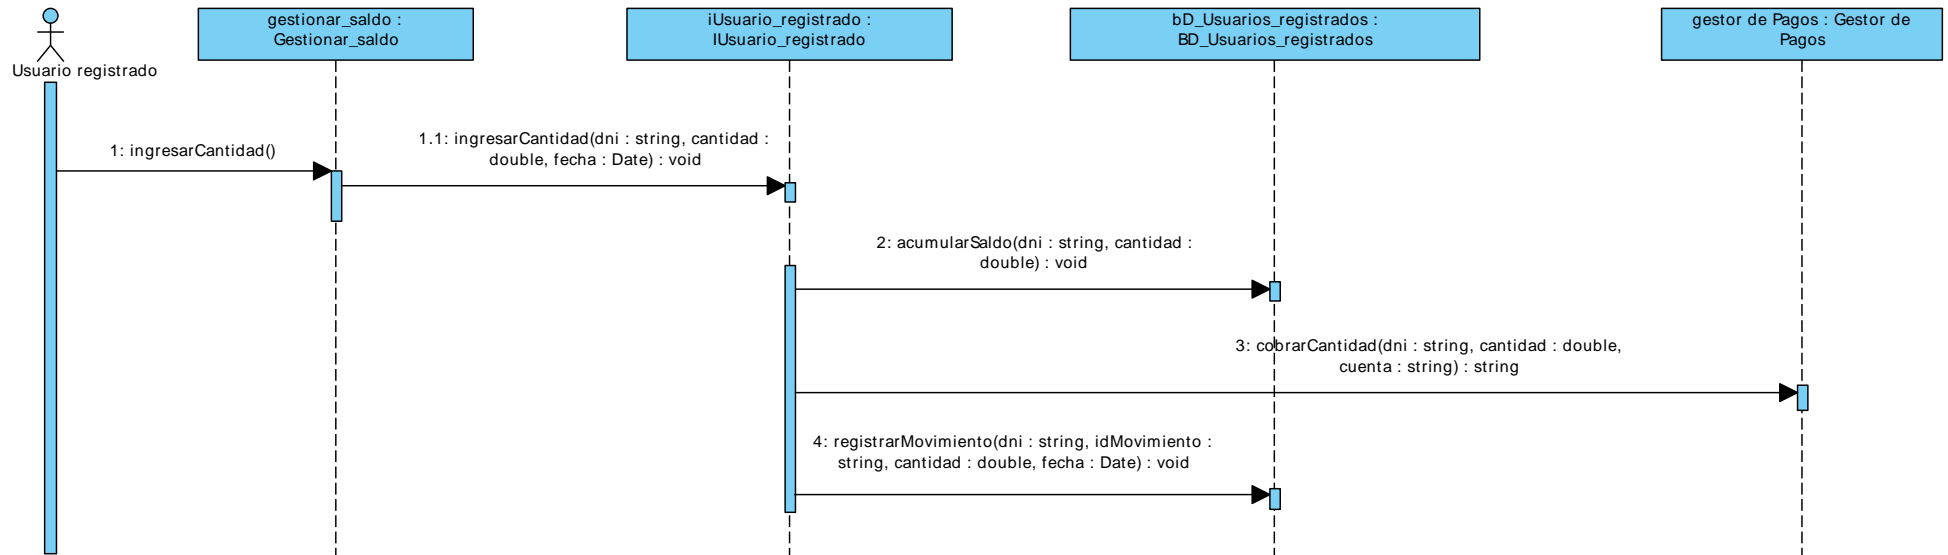 gestionar_saldo :
Gestionar_saldo
iUsuario_registrado :
IUsuario_registrado
bD_Usuarios_registrados :
BD_Usuarios_registrados
gestor de Pagos : Gestor de
Pagos
Usuario registrado
1: ingresarCantidad()
1.1: ingresarCantidad(dni : string, cantidad :
double, fecha : Date) : void
2: acumularSaldo(dni : string, cantidad :
double) : void
3: cobrarCantidad(dni : string, cantidad : double,
cuenta : string) : string
4: registrarMovimiento(dni : string, idMovimiento :
string, cantidad : double, fecha : Date) : void